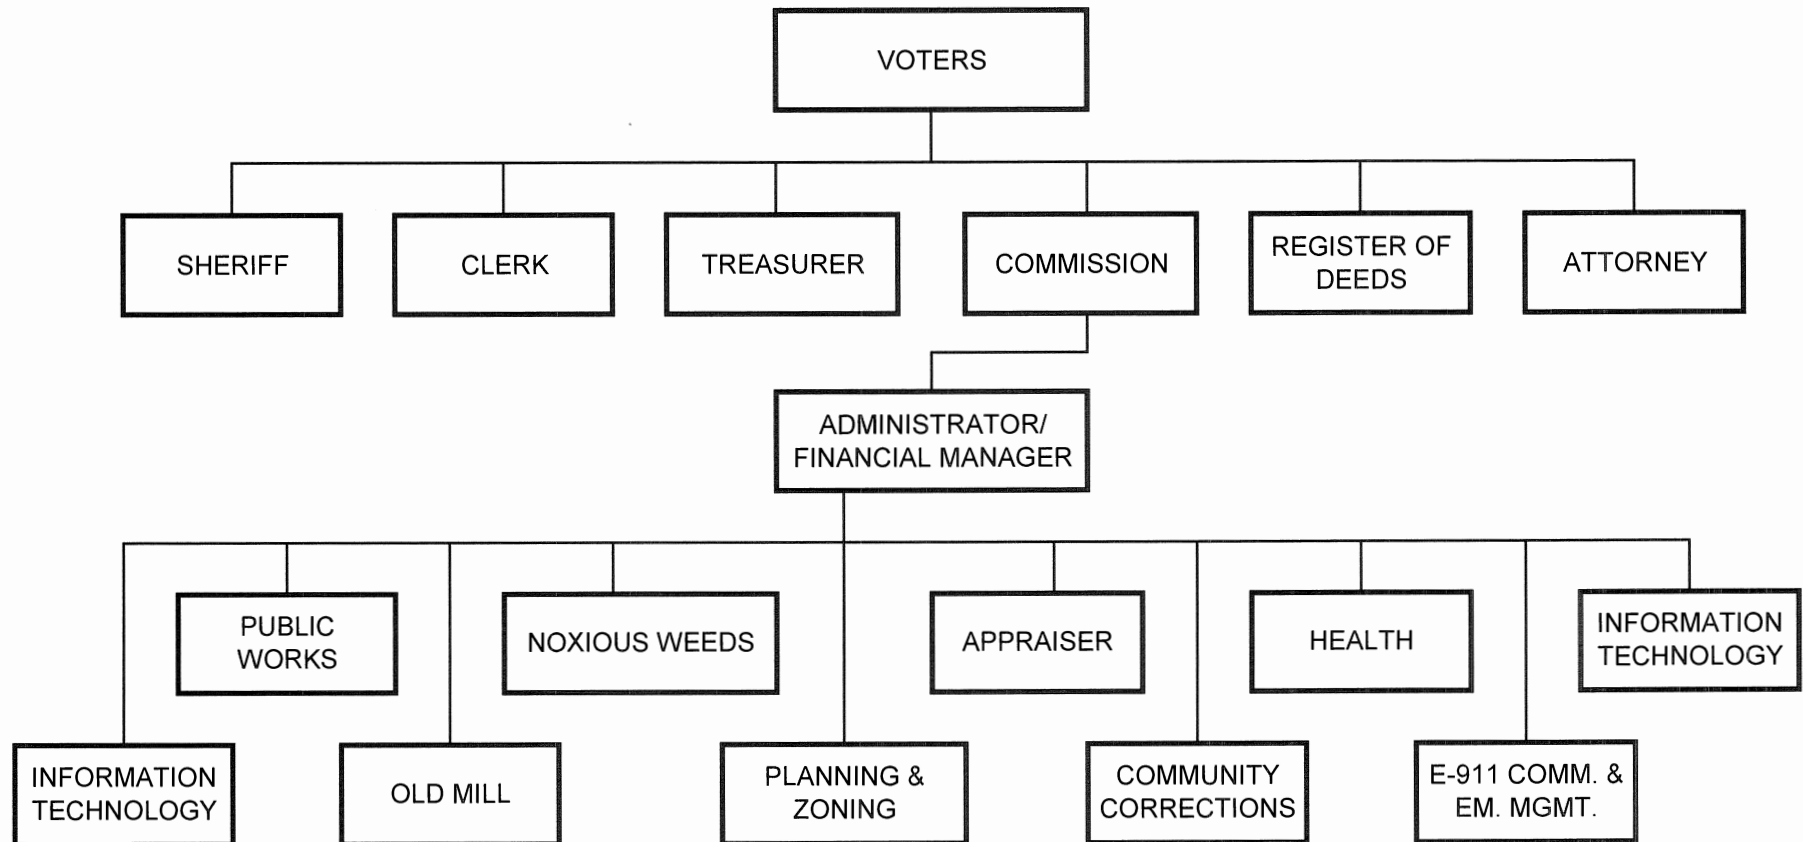 VOTERS
SHERIFF
CLERK
TREASURER
COMMISSION
REGISTER OF
DEEDS
ATTORNEY
ADMINISTRATOR/
FINANCIAL MANAGER
PUBLIC
WORKS
NOXIOUS WEEDS
APPRAISER
HEALTH
INFORMATION
TECHNOLOGY
INFORMATION
TECHNOLOGY
OLD MILL
PLANNING &
ZONING
COMMUNITY
CORRECTIONS
E-911 COMM. &
EM. MGMT.